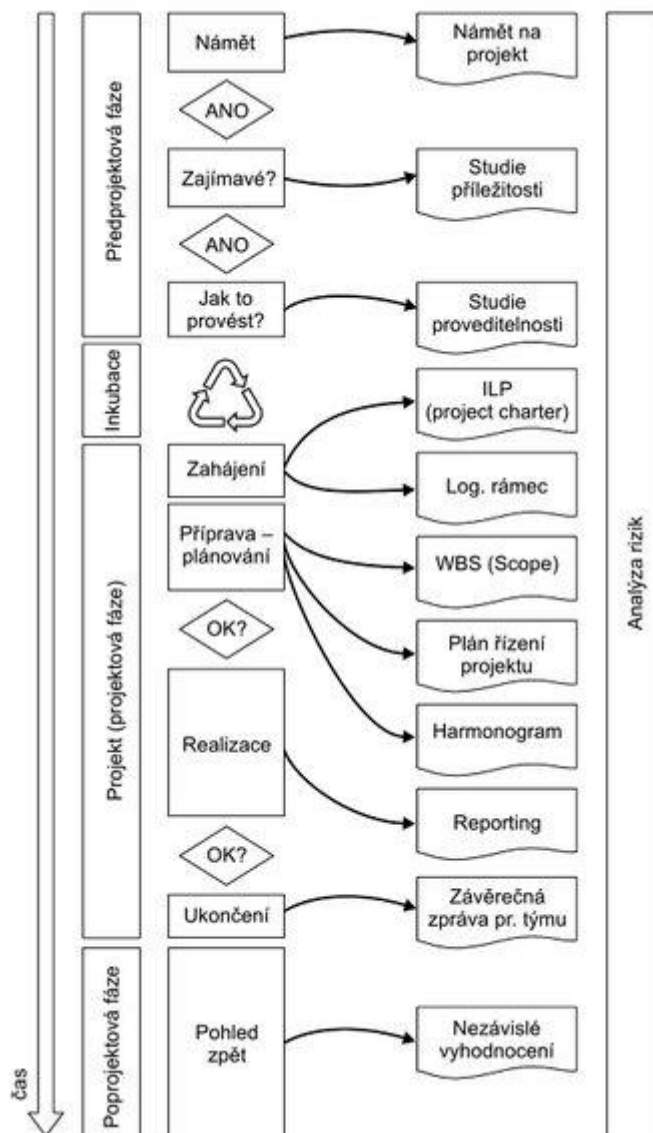 Námět
Námět na
projekt
ANO
Předprojektová fáze
Zajímavé?
Studie
příležitosti
ANO
Jak to
provést?
Studie
proveditelnosti
Inkubace
ILP
(project charter)
Zahájení
Log. rámec
Příprava –
plánování
WBS (Scope)
Analýza rizik
OK?
Plán řízení
projektu
Projekt (projektová fáze)
Realizace
Harmonogram
Reporting
OK?
Ukončení
Závěrečná
zpráva pr. týmu
Poprojektová fáze
Pohled
zpět
Nezávislé
vyhodnocení
čas